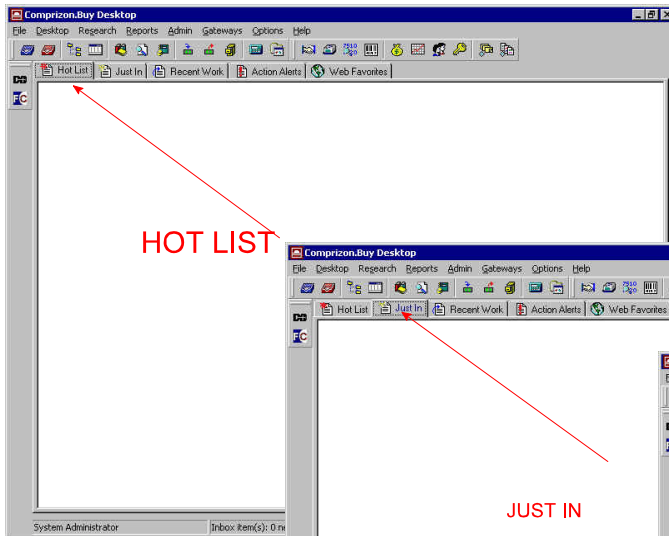 Comprizon.Buy Desktop
File Desktop Research Reports Admin Gateways Options Help
Hot List Just In Recent Work Action Alerts Web Favorites
FC
HOT LIST
Comprizon.Buy Desktop
File Desktop Research Reports Admin Gateways Options Help
Hot List Just In Recent Work Action Alerts Web Favorites
FC
JUST IN
System Administrator Inbox item(s): 0